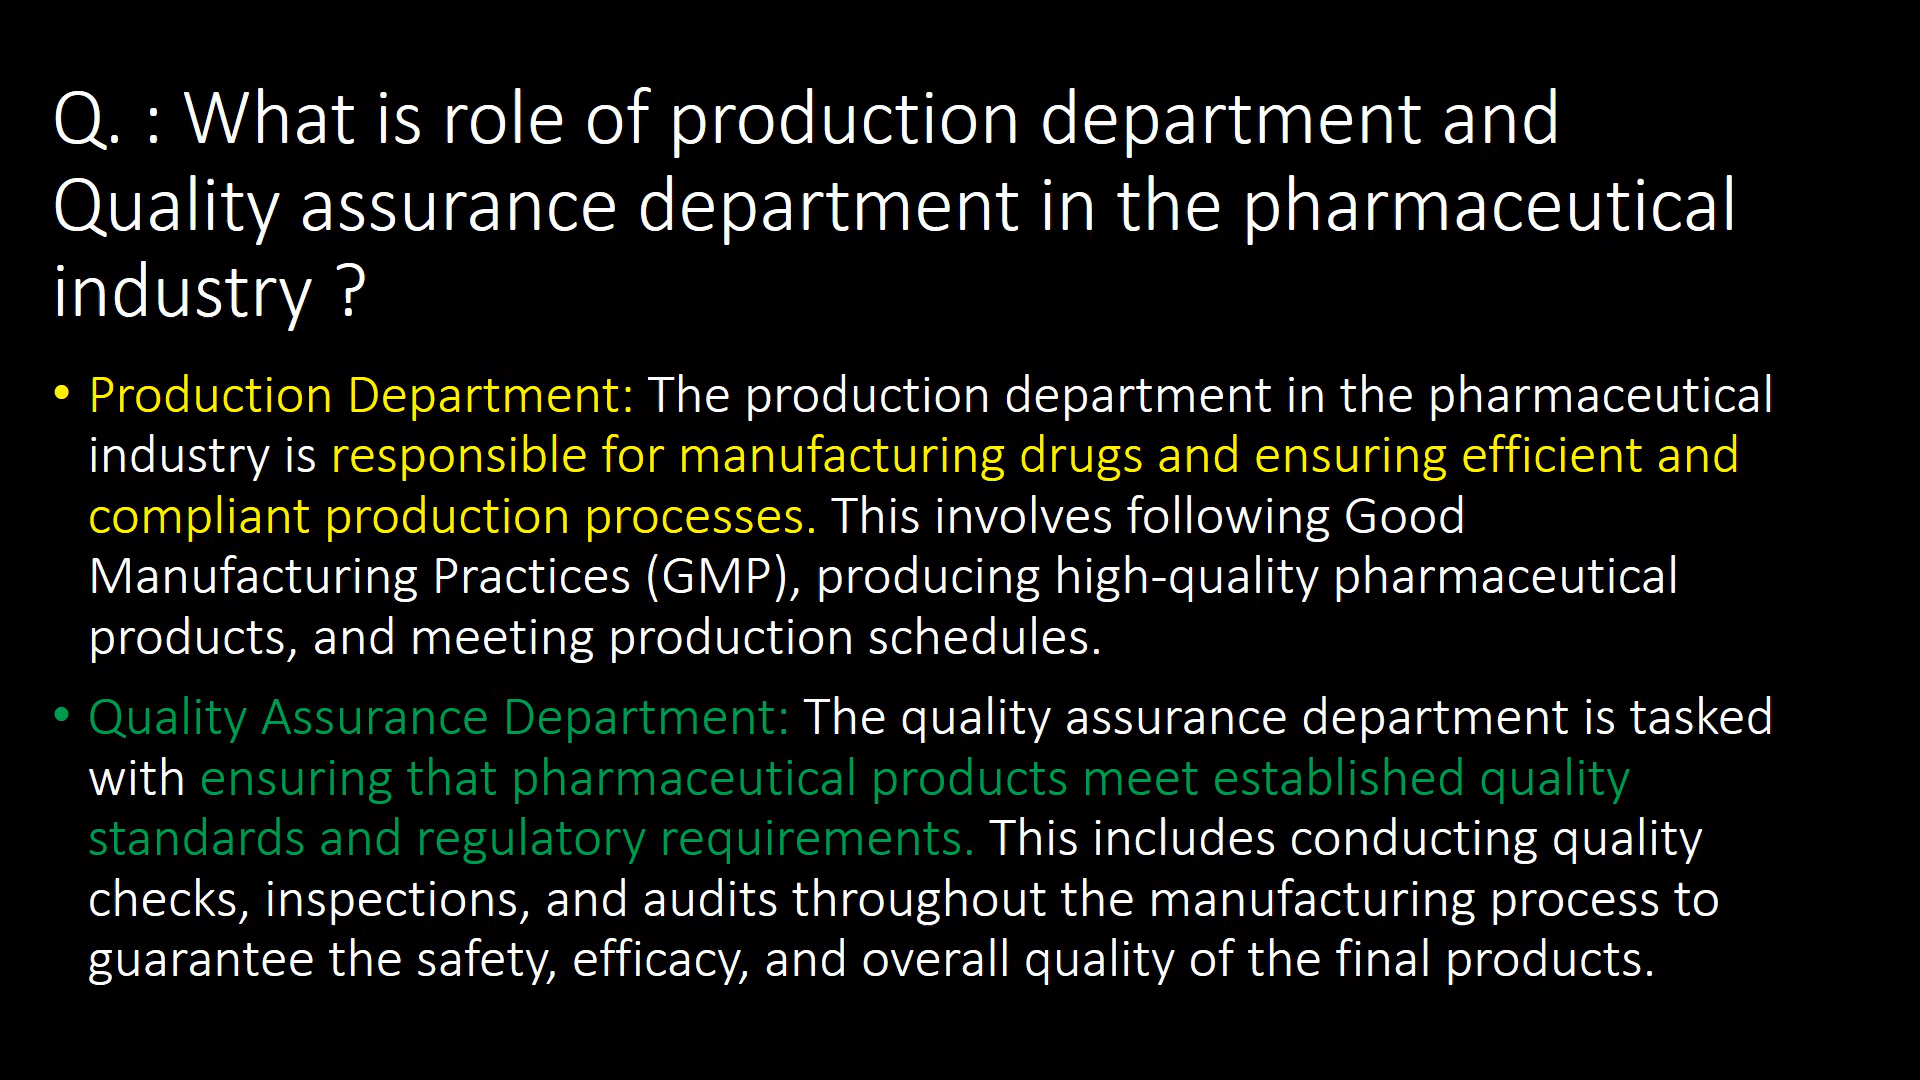 Q. : What is role of production department and
Quality assurance department in the pharmaceutical
industry ?
• Production Department: The production department in the pharmaceutical
industry is responsible for manufacturing drugs and ensuring efficient and
compliant production processes. This involves following Good
Manufacturing Practices (GMP), producing high-quality pharmaceutical
products, and meeting production schedules.
• Quality Assurance Department: The quality assurance department is tasked
with ensuring that pharmaceutical products meet established quality
standards and regulatory requirements. This includes conducting quality
checks, inspections, and audits throughout the manufacturing process to
guarantee the safety, efficacy, and overall quality of the final products.